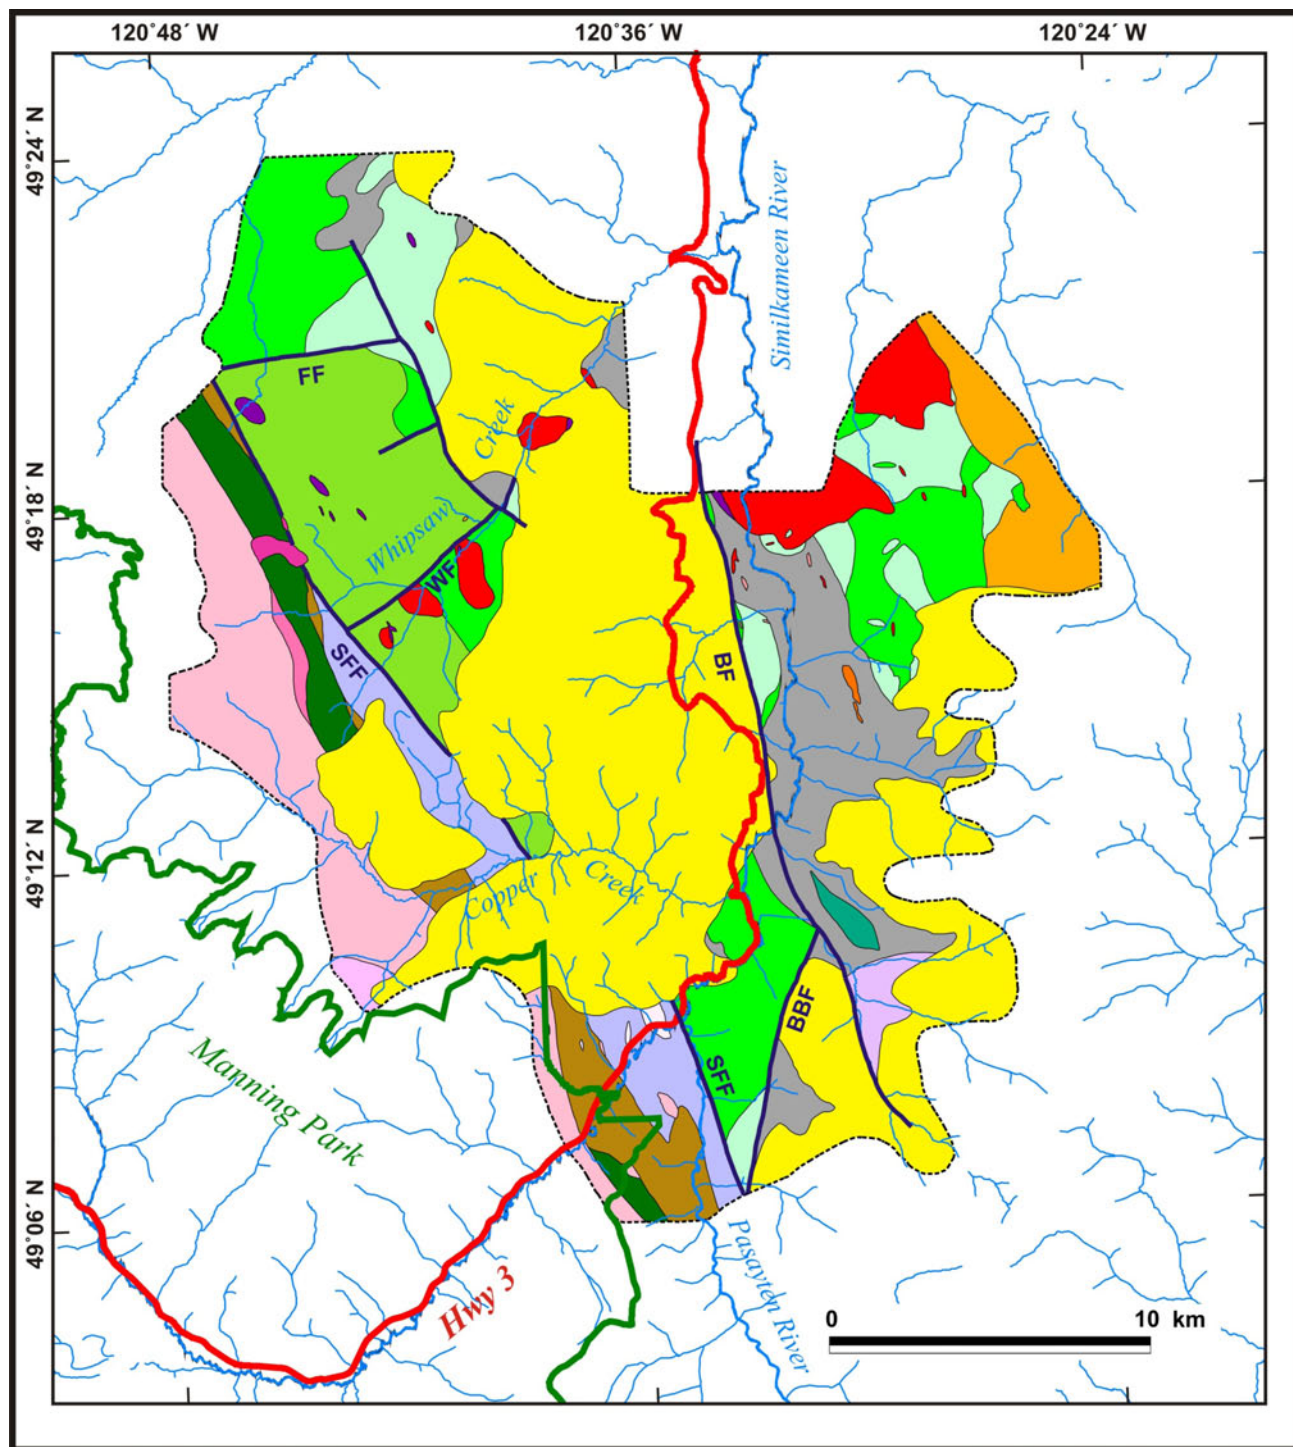 120°48´ W
120°36´ W
120°24´ W
49°24´ N
Similkameen River
FF
Creek
49°18´ N
Whipsaw
WF
SFF
BF
49°12´ N
Copper
Creek
BBF
Manning Park
SFF
49°06´ N
Pasayten River
Hwy 3
0
10 km